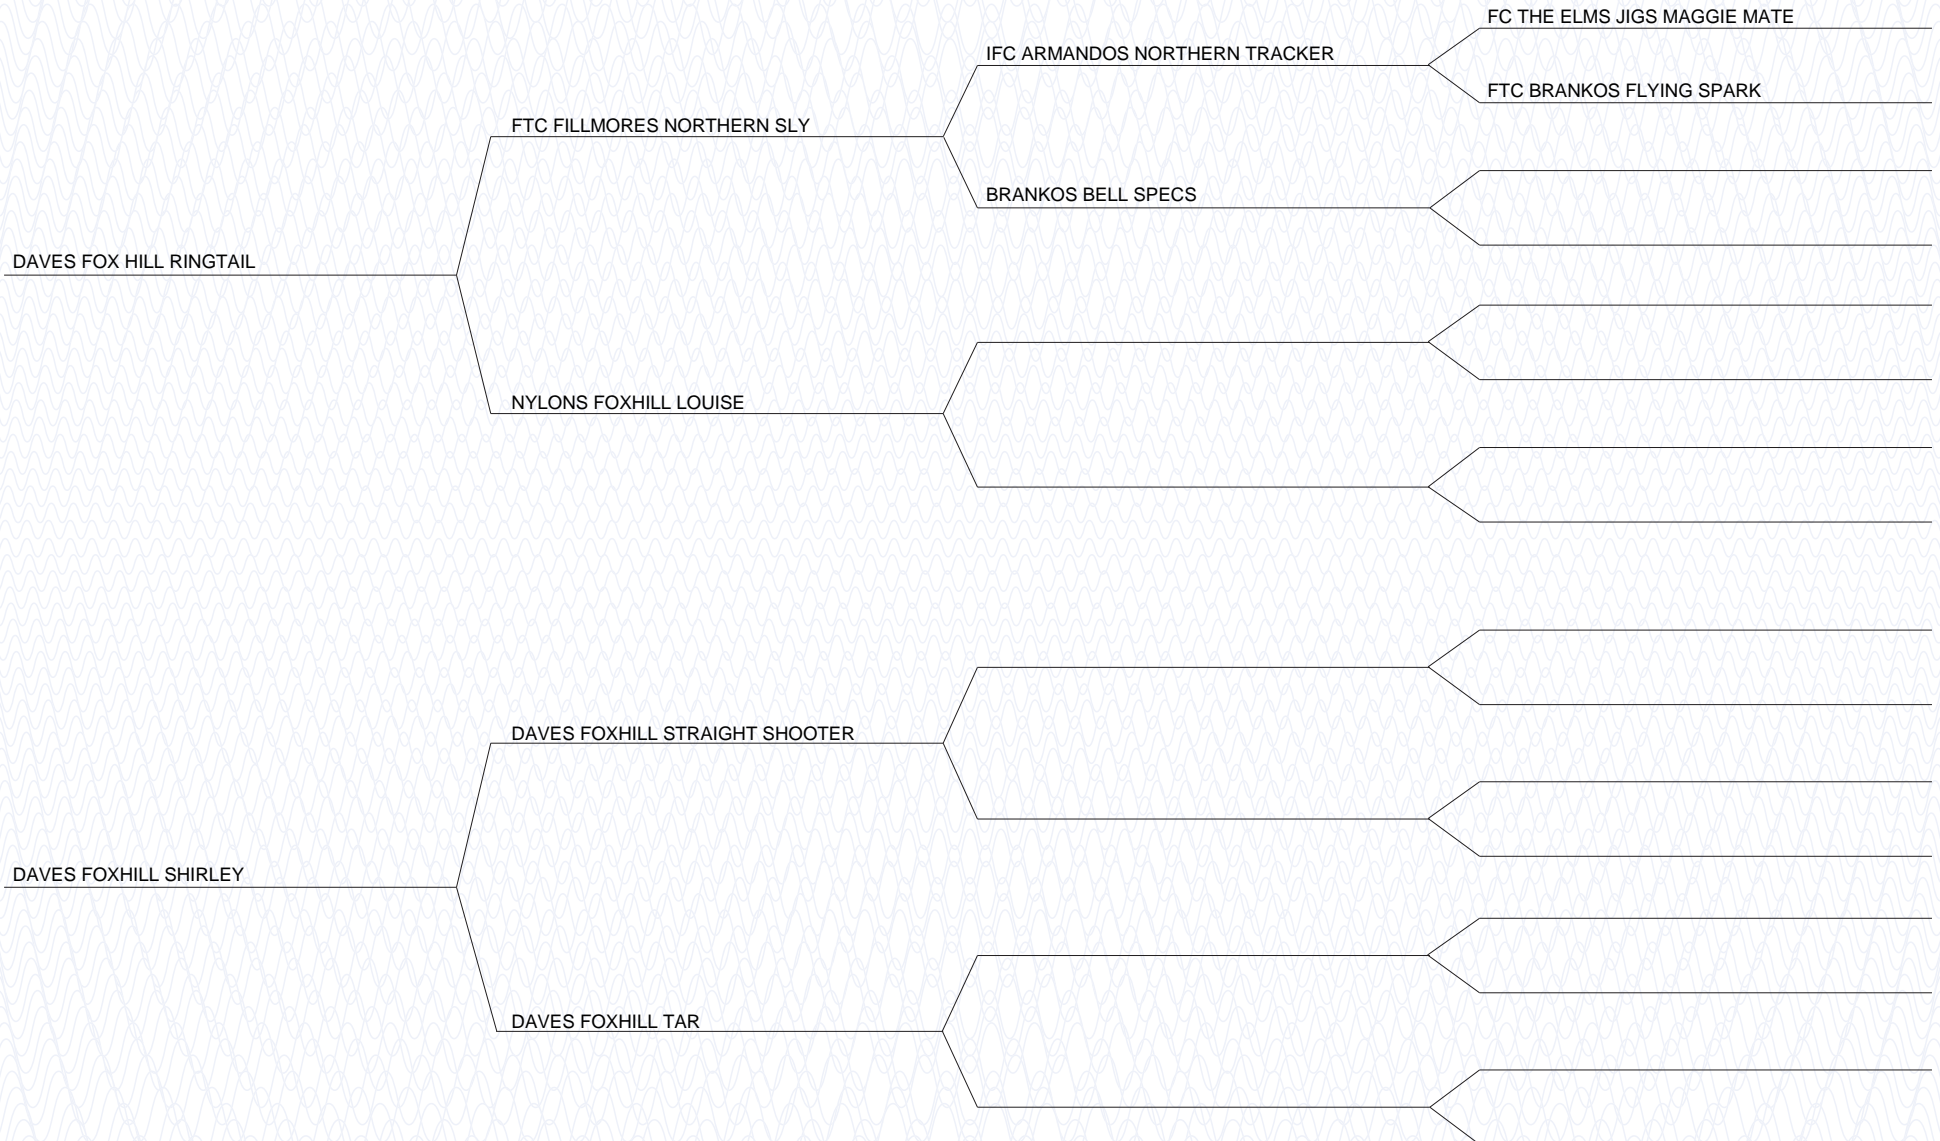 FC THE ELMS JIGS MAGGIE MATE
IFC ARMANDOS NORTHERN TRACKER
FTC BRANKOS FLYING SPARK
FTC FILLMORES NORTHERN SLY
BRANKOS BELL SPECS
DAVES FOX HILL RINGTAIL
NYLONS FOXHILL LOUISE
DAVES FOXHILL STRAIGHT SHOOTER
DAVES FOXHILL SHIRLEY
DAVES FOXHILL TAR